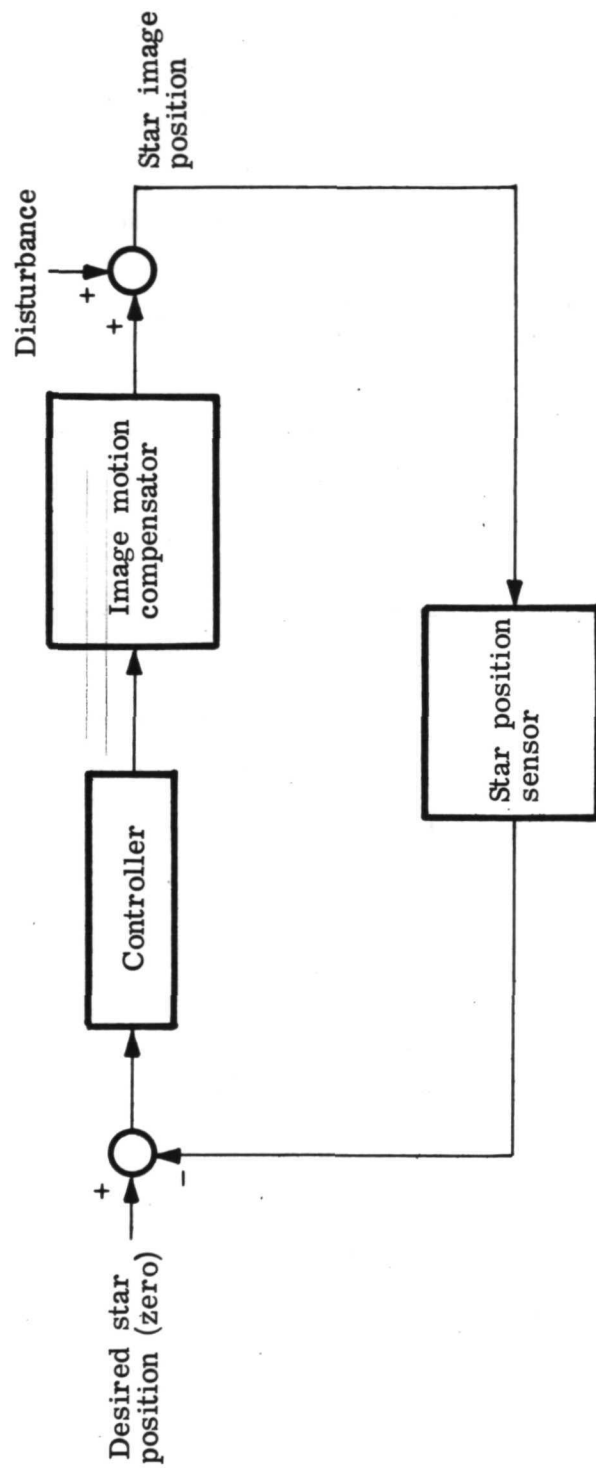 Desired star
position (zero)
+
-
Controller
Image motion
compensator
Disturbance
+
+
Star image
position
Star position
sensor